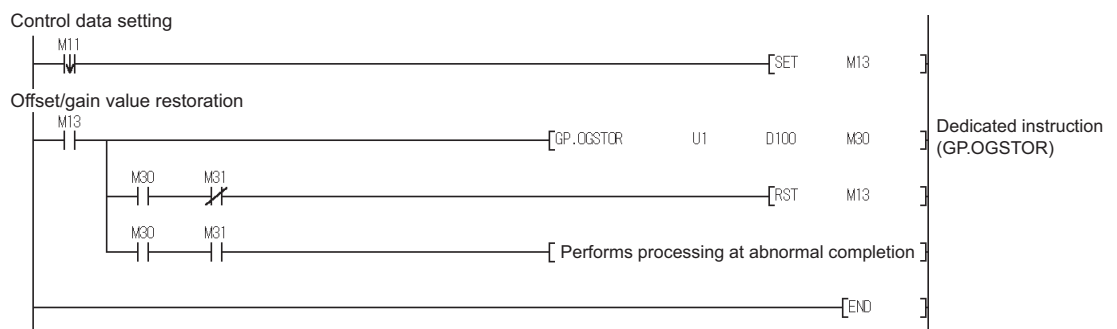 Control data setting
M11
SET M13
Offset/gain value restoration
M13
GP.OGSTOR U1 D100 M30
Dedicated instruction
(GP.OGSTOR)
M30 M31
RST M13
M30 M31
Performs processing at abnormal completion
END